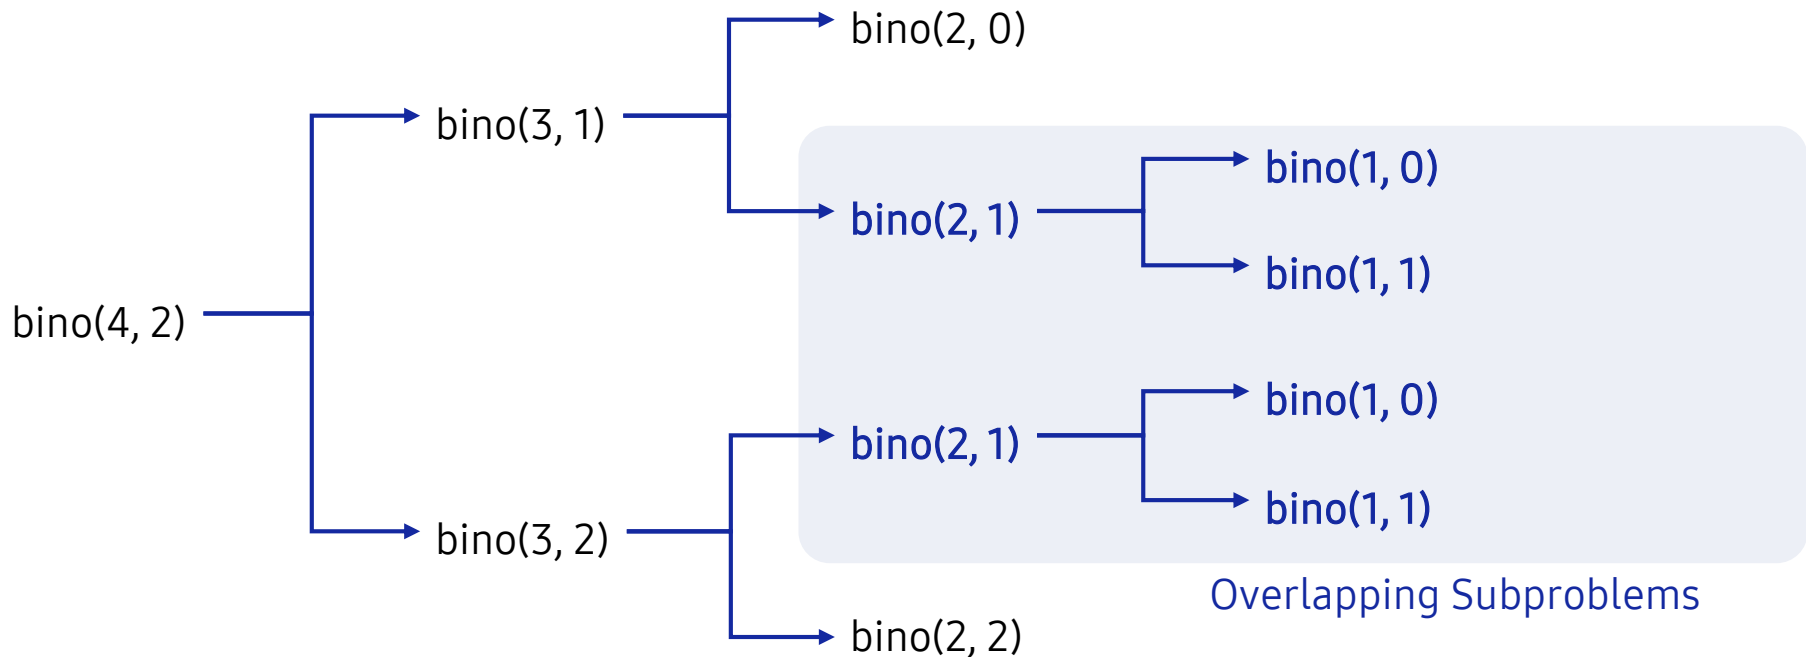 bino(2, 0)
bino(3, 1)
bino(1, 0)
bino(2, 1)
bino(1, 1)
bino(4, 2)
bino(1, 0)
bino(2, 1)
bino(1, 1)
bino(3, 2)
Overlapping Subproblems
bino(2, 2)